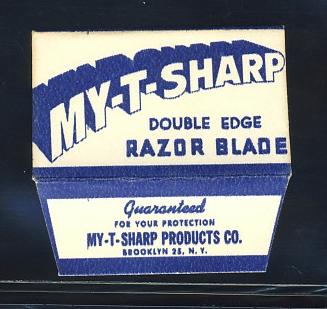 MY-T-SHARP
DOUBLE EDGE
RAZOR BLADE
Guaranteed
FOR YOUR PROTECTION
MY-T-SHARP PRODUCTS CO.
BROOKLYN 25, N. Y.